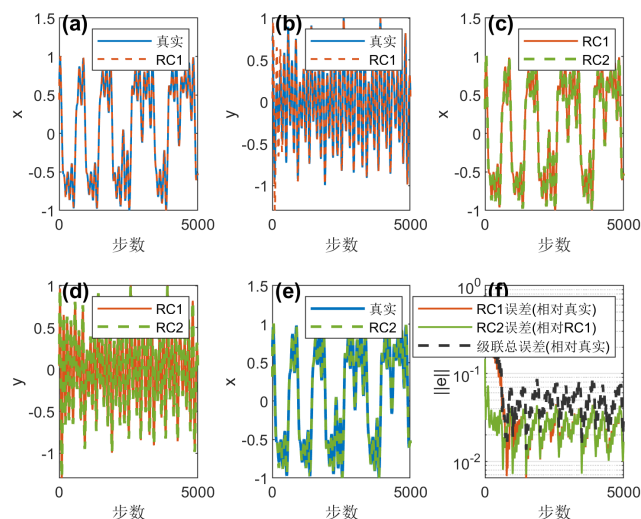 (a)
真实
RC1
1.5
1
0.5
0
-0.5
-1
x
0
5000
步数
(b)
真实
RC1
1
0.5
0
-0.5
-1
y
0
5000
步数
(c)
RC1
RC2
1.5
1
0.5
0
-0.5
-1
x
0
5000
步数
(d)
RC1
RC2
1
0.5
0
-0.5
-1
y
0
5000
步数
(e)
真实
RC2
1.5
1
0.5
0
-0.5
-1
x
0
5000
步数
(f)
RC1误差(相对真实)
RC2误差(相对RC1)
级联总误差(相对真实)
10^0
10^-1
10^-2
||e||
0
5000
步数